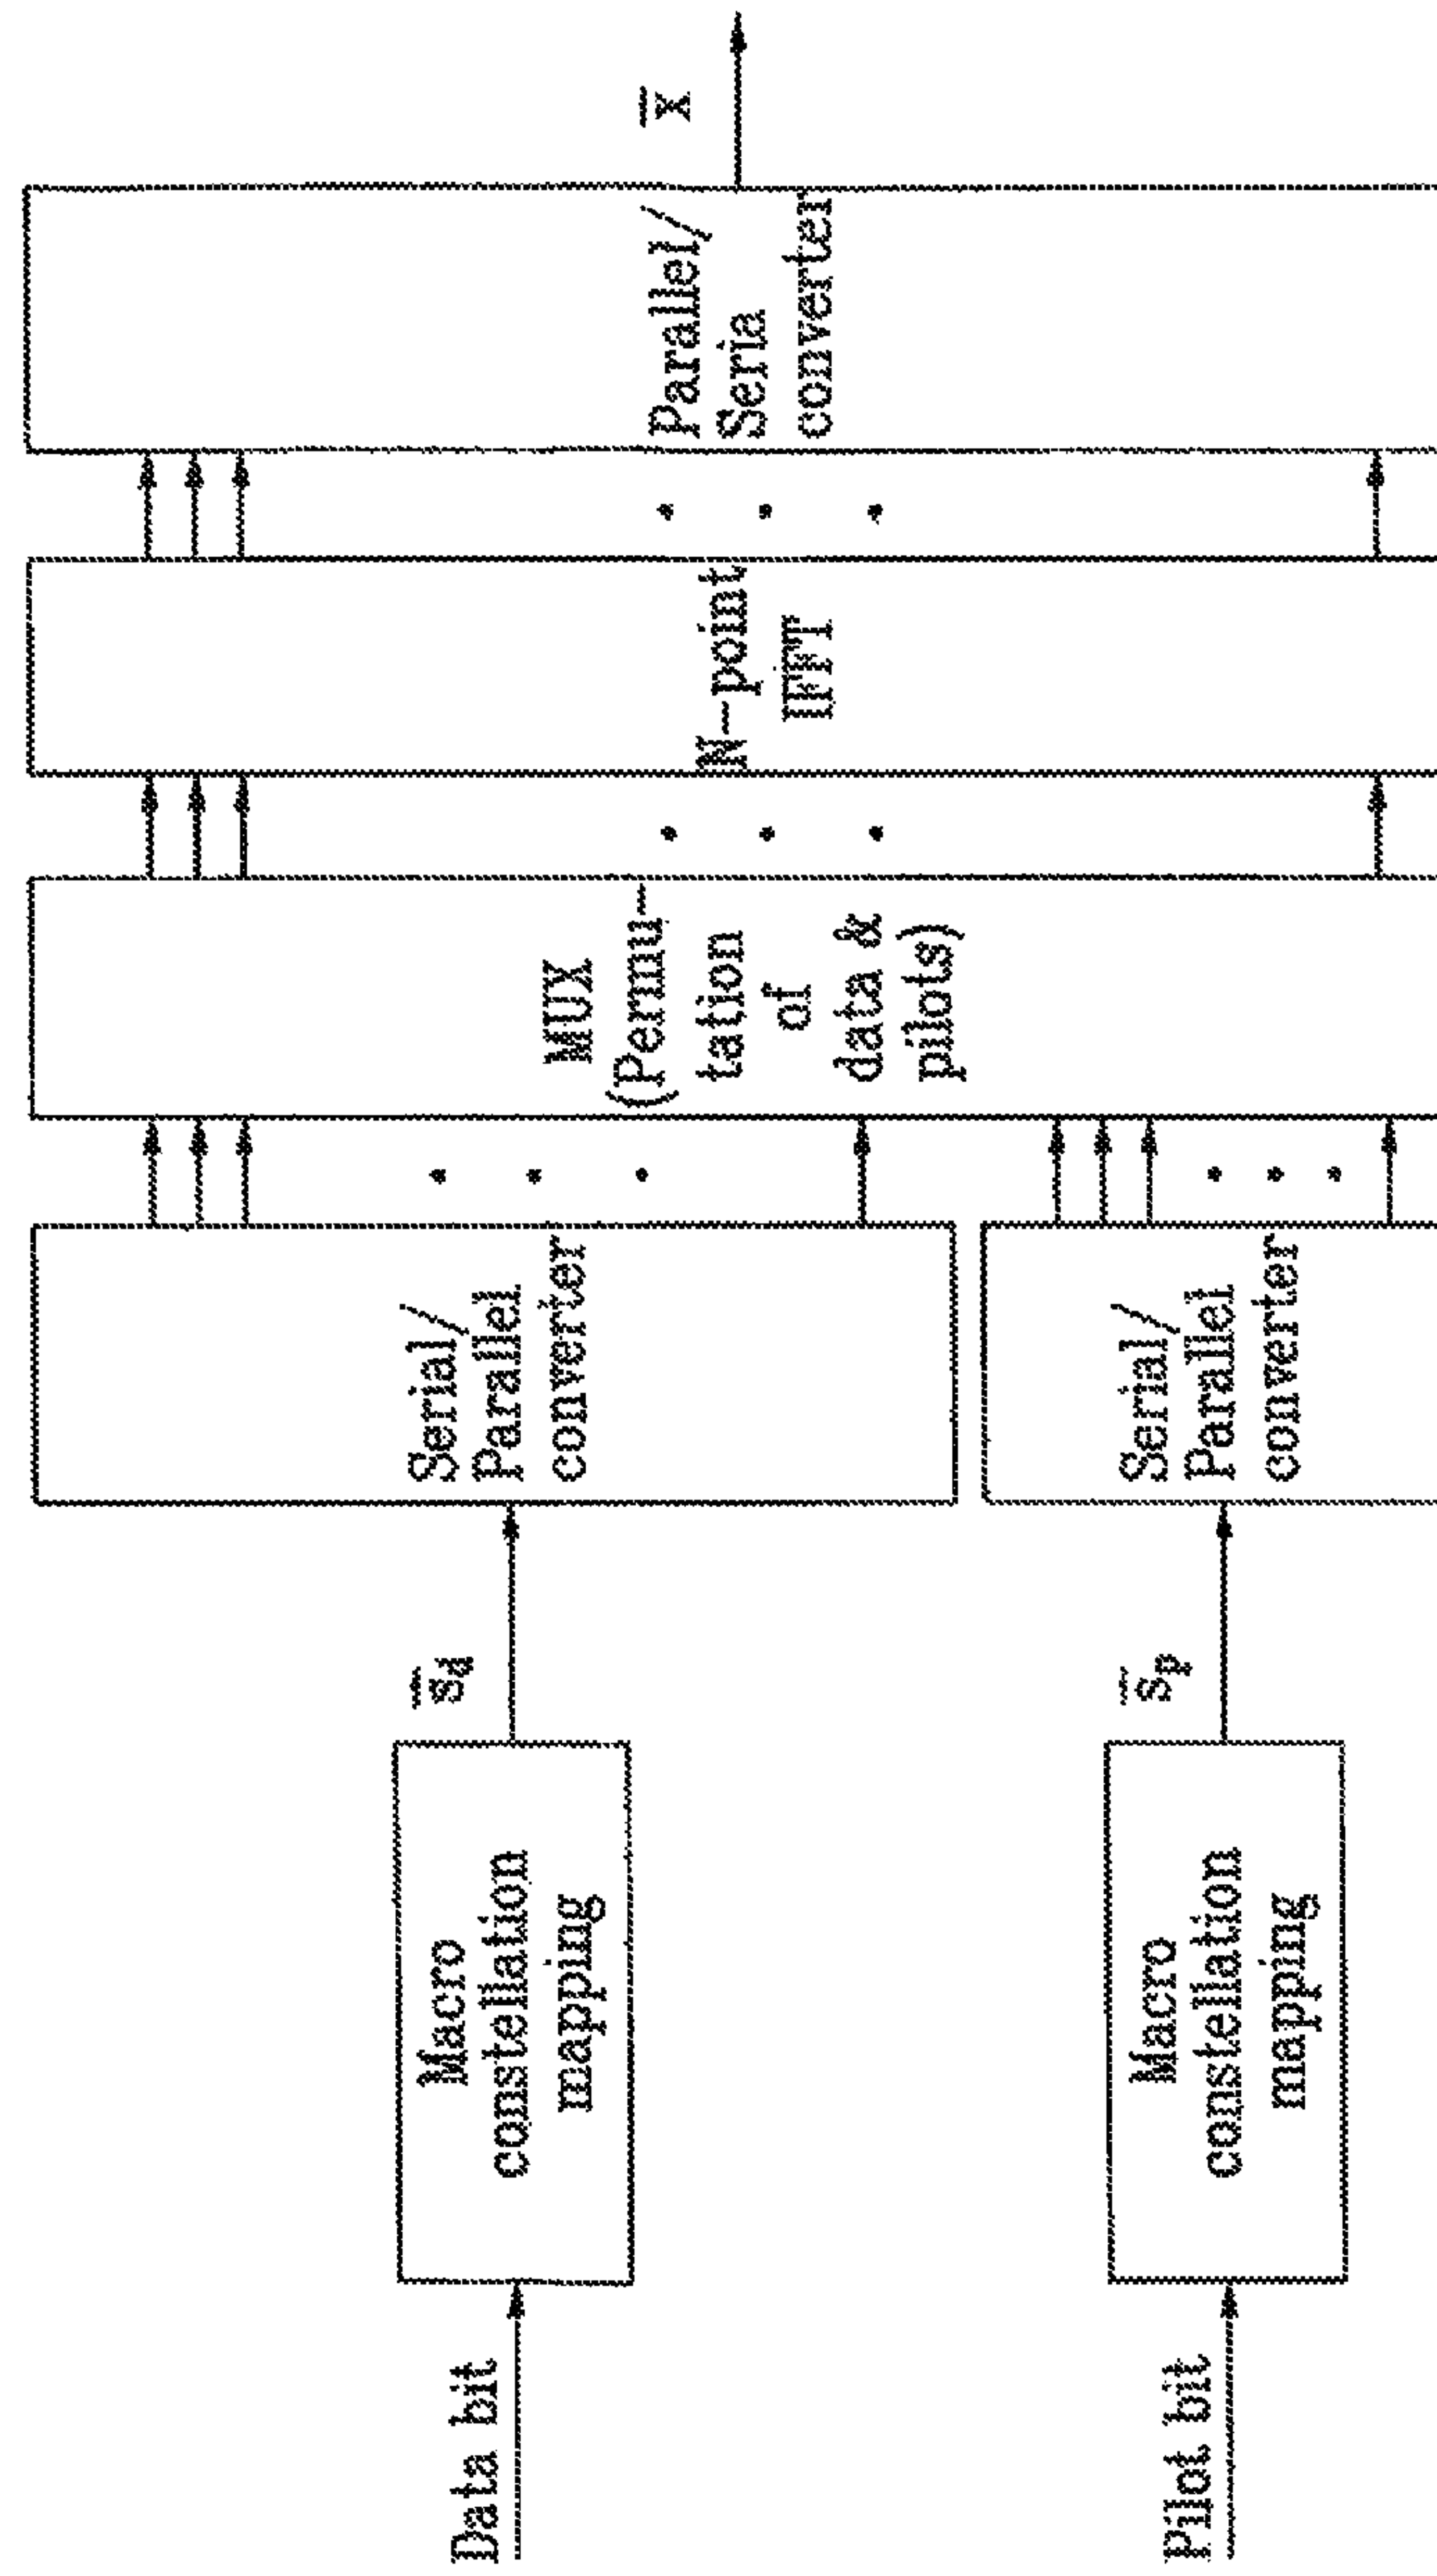 Data bit
Macro
constellation
mapping
s̅d
Serial/
Parallel
converter
Pilot bit
Macro
constellation
mapping
s̅p
Serial/
Parallel
converter
MUX
(Permu-
tation
of
data &
pilots)
N-point
IFFT
Parallel/
Seria
converter
x̅